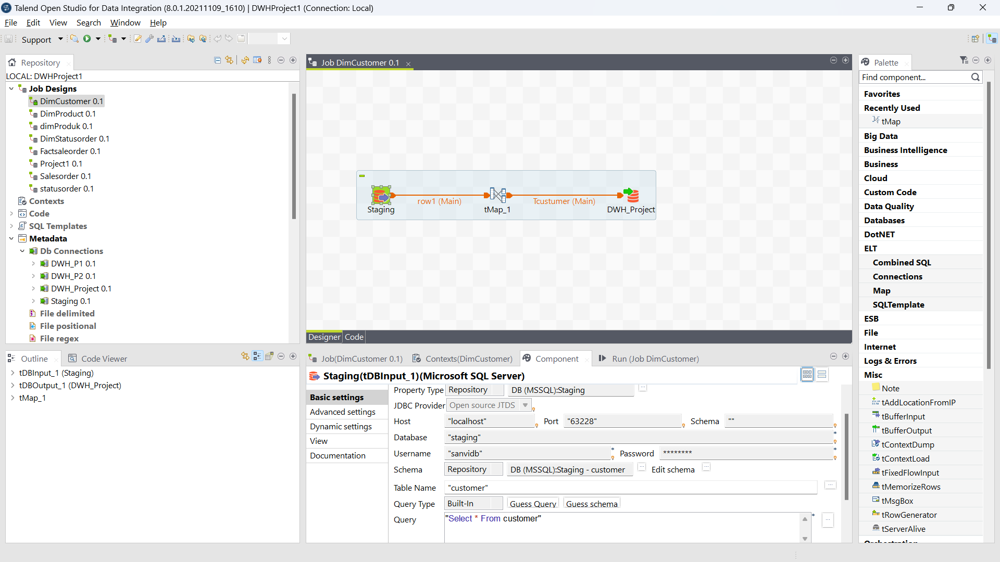 Talend Open Studio for Data Integration (8.0.1.20211109_1610) | DWHProject1 (Connection: Local)
File Edit View Search Window Help
Support
Repository
LOCAL: DWHProject1
Job Designs
DimCustomer 0.1
DimProduct 0.1
dimProduk 0.1
DimStatusorder 0.1
Factsaleorder 0.1
Project1 0.1
Salesorder 0.1
statusorder 0.1
Contexts
Code
SQL Templates
Metadata
Db Connections
DWH_P1 0.1
DWH_P2 0.1
DWH_Project 0.1
Staging 0.1
File delimited
File positional
File regex
Job DimCustomer 0.1
row1 (Main)
Tcustumer (Main)
Staging
tMap_1
DWH_Project
Designer Code
Palette
Find component...
Favorites
Recently Used
tMap
Big Data
Business Intelligence
Business
Cloud
Custom Code
Data Quality
Databases
DotNET
ELT
Combined SQL
Connections
Map
SQLTemplate
ESB
File
Internet
Logs & Errors
Misc
Note
tAddLocationFromIP
tBufferInput
tBufferOutput
tContextDump
tContextLoad
tFixedFlowInput
tMemorizeRows
tMsgBox
tRowGenerator
tServerAlive
Orchestration
Outline Code Viewer
tDBInput_1 (Staging)
tDBOutput_1 (DWH_Project)
tMap_1
Job(DimCustomer 0.1) Contexts(DimCustomer) Component Run (Job DimCustomer)
Staging(tDBInput_1)(Microsoft SQL Server)
Basic settings
Advanced settings
Dynamic settings
View
Documentation
Property Type Repository DB (MSSQL):Staging ...
JDBC Provider Open source JTDS
Host "localhost" Port "63228" Schema ""
Database "staging" *
Username "sanvidb" * Password ******** *
Schema Repository DB (MSSQL):Staging - customer ... Edit schema ...
Table Name "customer" ...
Query Type Built-In Guess Query Guess schema
Query "Select * From customer" * ...